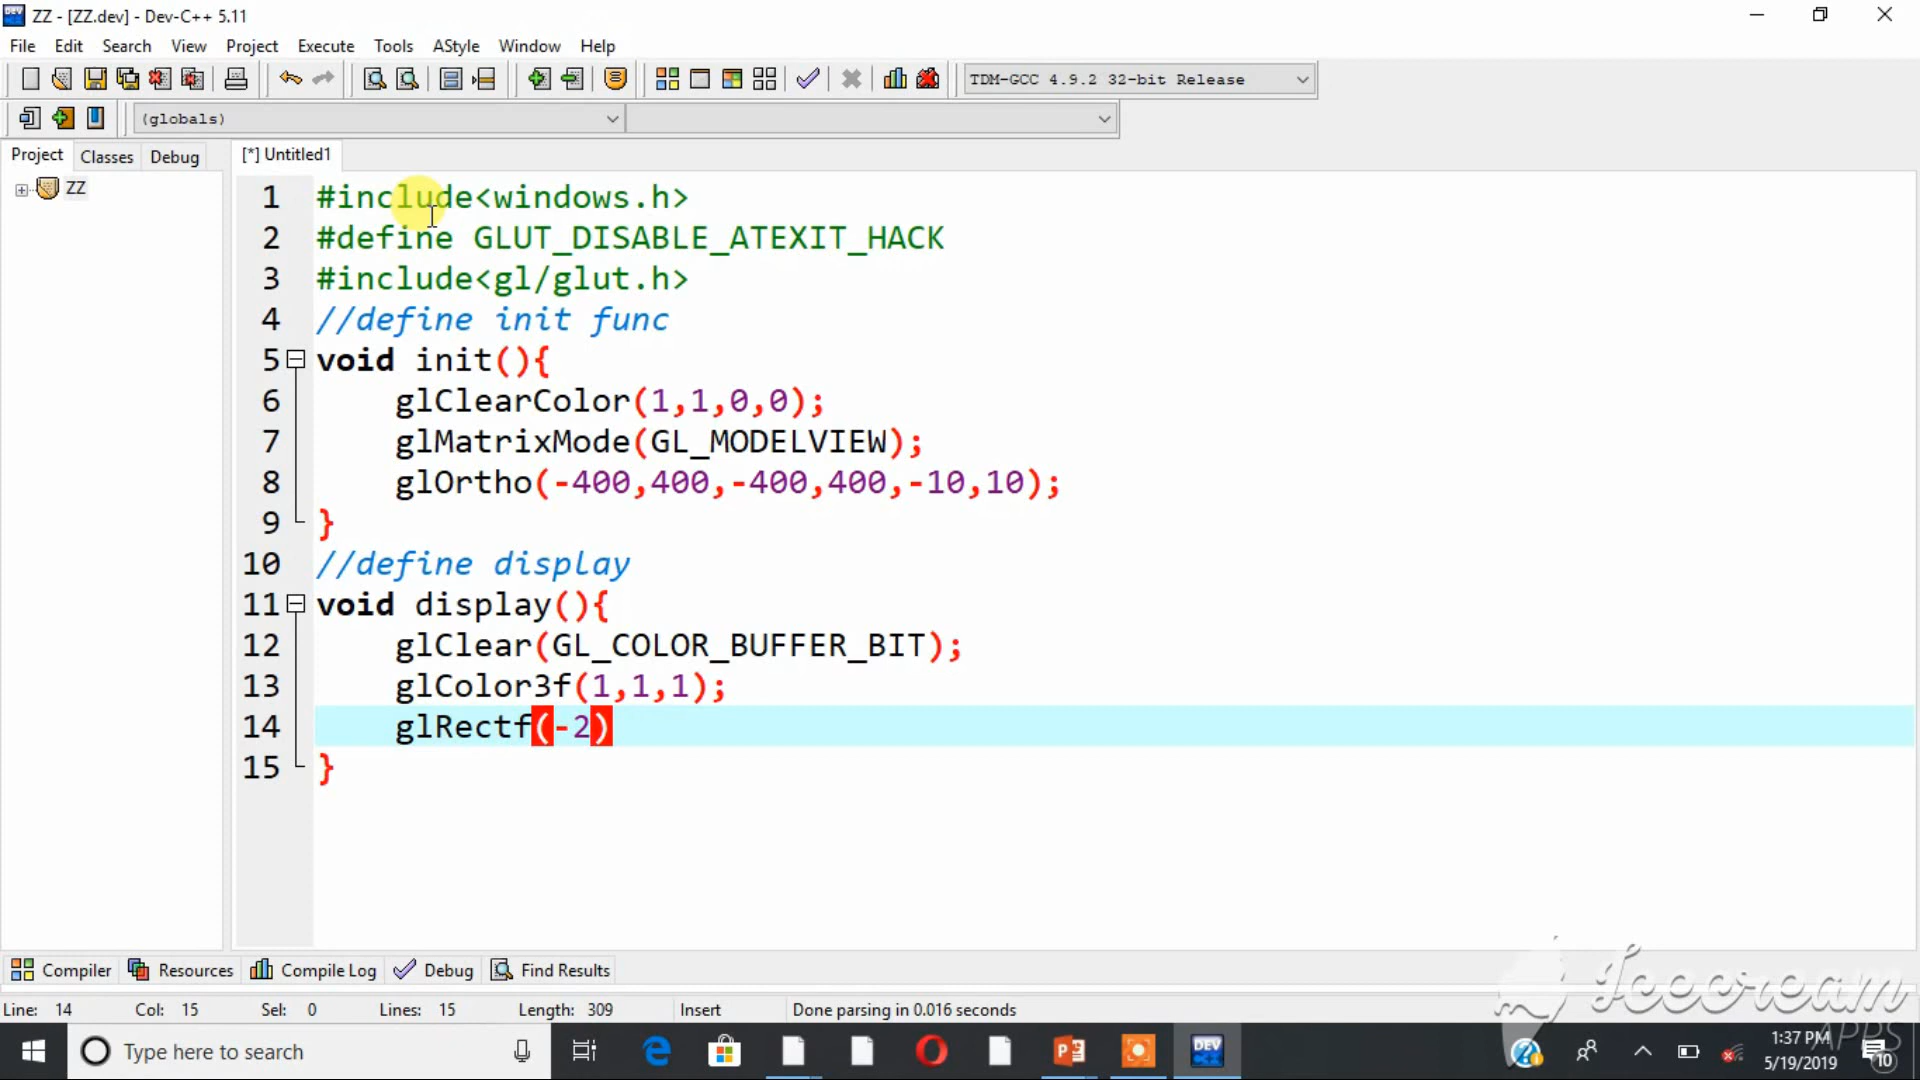 ZZ - [ZZ.dev] - Dev-C++ 5.11
File Edit Search View Project Execute Tools AStyle Window Help
TDM-GCC 4.9.2 32-bit Release
(globals)
Project Classes Debug [*] Untitled1
ZZ
1 #include<windows.h>
2 #define GLUT_DISABLE_ATEXIT_HACK
3 #include<gl/glut.h>
4 //define init func
5 void init(){
6 glClearColor(1,1,0,0);
7 glMatrixMode(GL_MODELVIEW);
8 glOrtho(-400,400,-400,400,-10,10);
9 }
10 //define display
11 void display(){
12 glClear(GL_COLOR_BUFFER_BIT);
13 glColor3f(1,1,1);
14 glRectf(-2)
15 }
Compiler Resources Compile Log Debug Find Results
Line: 14 Col: 15 Sel: 0 Lines: 15 Length: 309 Insert Done parsing in 0.016 seconds
Icecream
APPS
Type here to search
DEV
1:37 PM
5/19/2019
10